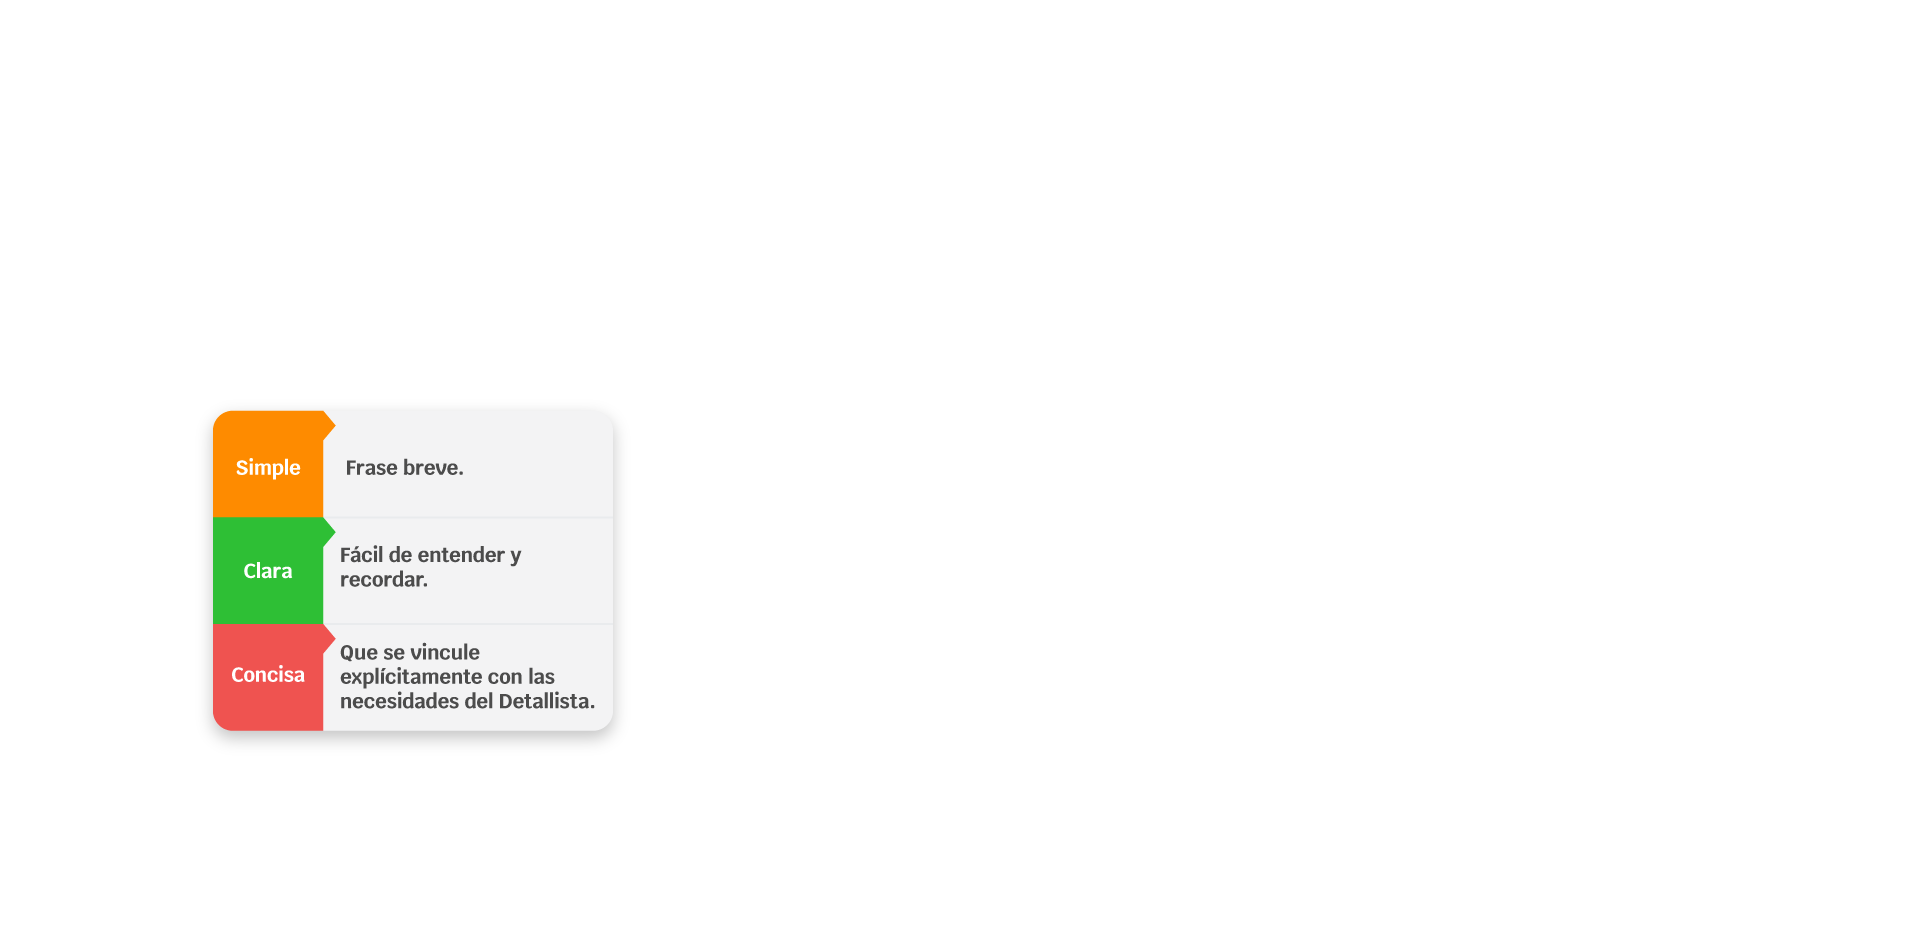 Simple
Frase breve.
Clara
Fácil de entender y
recordar.
Concisa
Que se vincule
explícitamente con las
necesidades del Detallista.